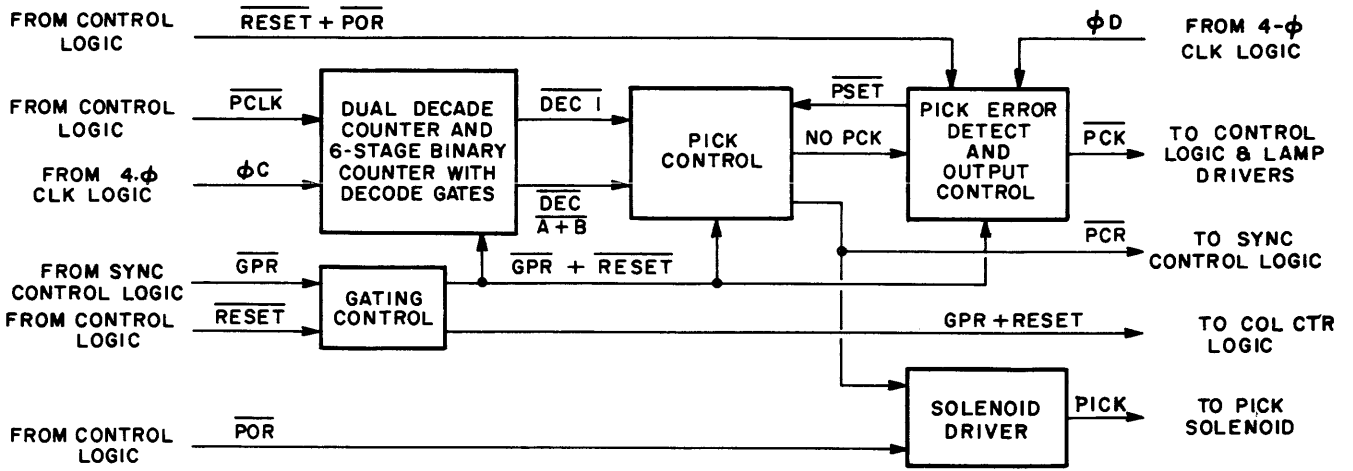 FROM CONTROL
LOGIC
RESET + POR
ϕD
FROM 4-ϕ
CLK LOGIC
FROM CONTROL
LOGIC
PCLK
FROM 4.ϕ
CLK LOGIC
ϕC
DUAL DECADE
COUNTER AND
6-STAGE BINARY
COUNTER WITH
DECODE GATES
DEC 1
DEC
A+B
PICK
CONTROL
PSET
NO PCK
PICK ERROR
DETECT
AND
OUTPUT
CONTROL
PCK
TO CONTROL
LOGIC & LAMP
DRIVERS
PCR
TO SYNC
CONTROL LOGIC
FROM SYNC
CONTROL LOGIC
GPR
FROM CONTROL
LOGIC
RESET
GATING
CONTROL
GPR + RESET
GPR+RESET
TO COL CTR
LOGIC
FROM CONTROL
LOGIC
POR
SOLENOID
DRIVER
PICK
TO PICK
SOLENOID